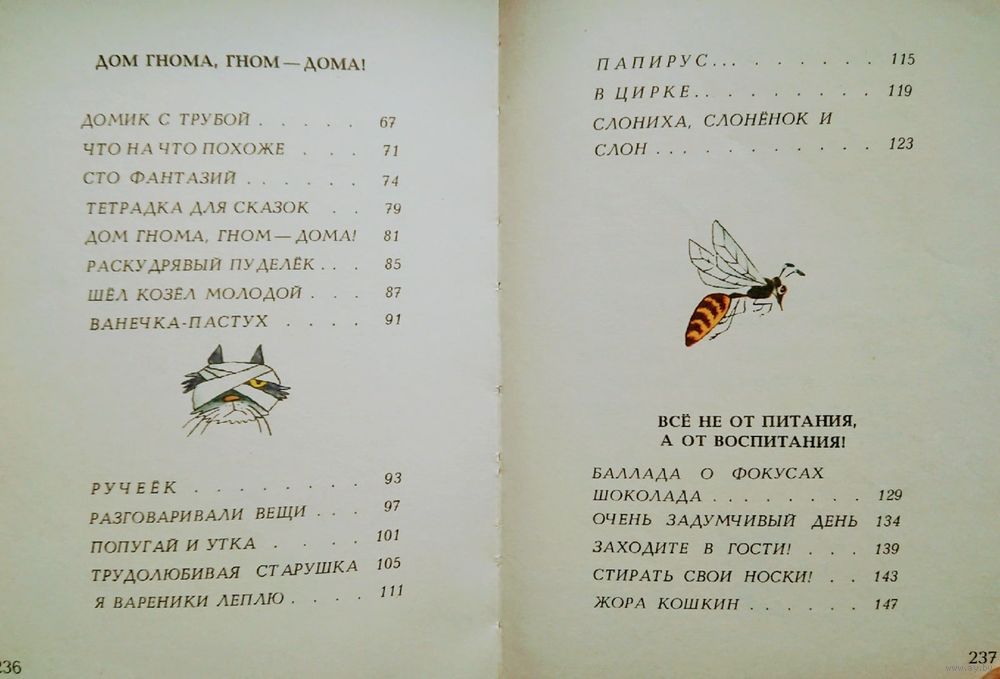 ДОМ ГНОМА, ГНОМ — ДОМА!
ДОМИК С ТРУБОЙ . . . . . 67
ЧТО НА ЧТО ПОХОЖЕ . . . 71
СТО ФАНТАЗИЙ . . . . . . 74
ТЕТРАДКА ДЛЯ СКАЗОК . . 79
ДОМ ГНОМА, ГНОМ — ДОМА! 81
РАСКУДРЯВЫЙ ПУДЕЛЁК . . . 85
ШЁЛ КОЗЁЛ МОЛОДОЙ . . . 87
ВАНЕЧКА-ПАСТУХ . . . . 91
РУЧЕЁК . . . . . . . . 93
РАЗГОВАРИВАЛИ ВЕЩИ . . . 97
ПОПУГАЙ И УТКА . . . . 101
ТРУДОЛЮБИВАЯ СТАРУШКА 105
Я ВАРЕНИКИ ЛЕПЛЮ . . . . 111
236
ПАПИРУС... . . . . . . 115
В ЦИРКЕ. . . . . . . . . 119
СЛОНИХА, СЛОНЁНОК И
СЛОН . . . . . . . . . . . 123
ВСЁ НЕ ОТ ПИТАНИЯ,
А ОТ ВОСПИТАНИЯ!
БАЛЛАДА О ФОКУСАХ
ШОКОЛАДА . . . . . . . . 129
ОЧЕНЬ ЗАДУМЧИВЫЙ ДЕНЬ 134
ЗАХОДИТЕ В ГОСТИ! . . . 139
СТИРАТЬ СВОИ НОСКИ! . . 143
ЖОРА КОШКИН . . . . . . 147
237
www.ay.by